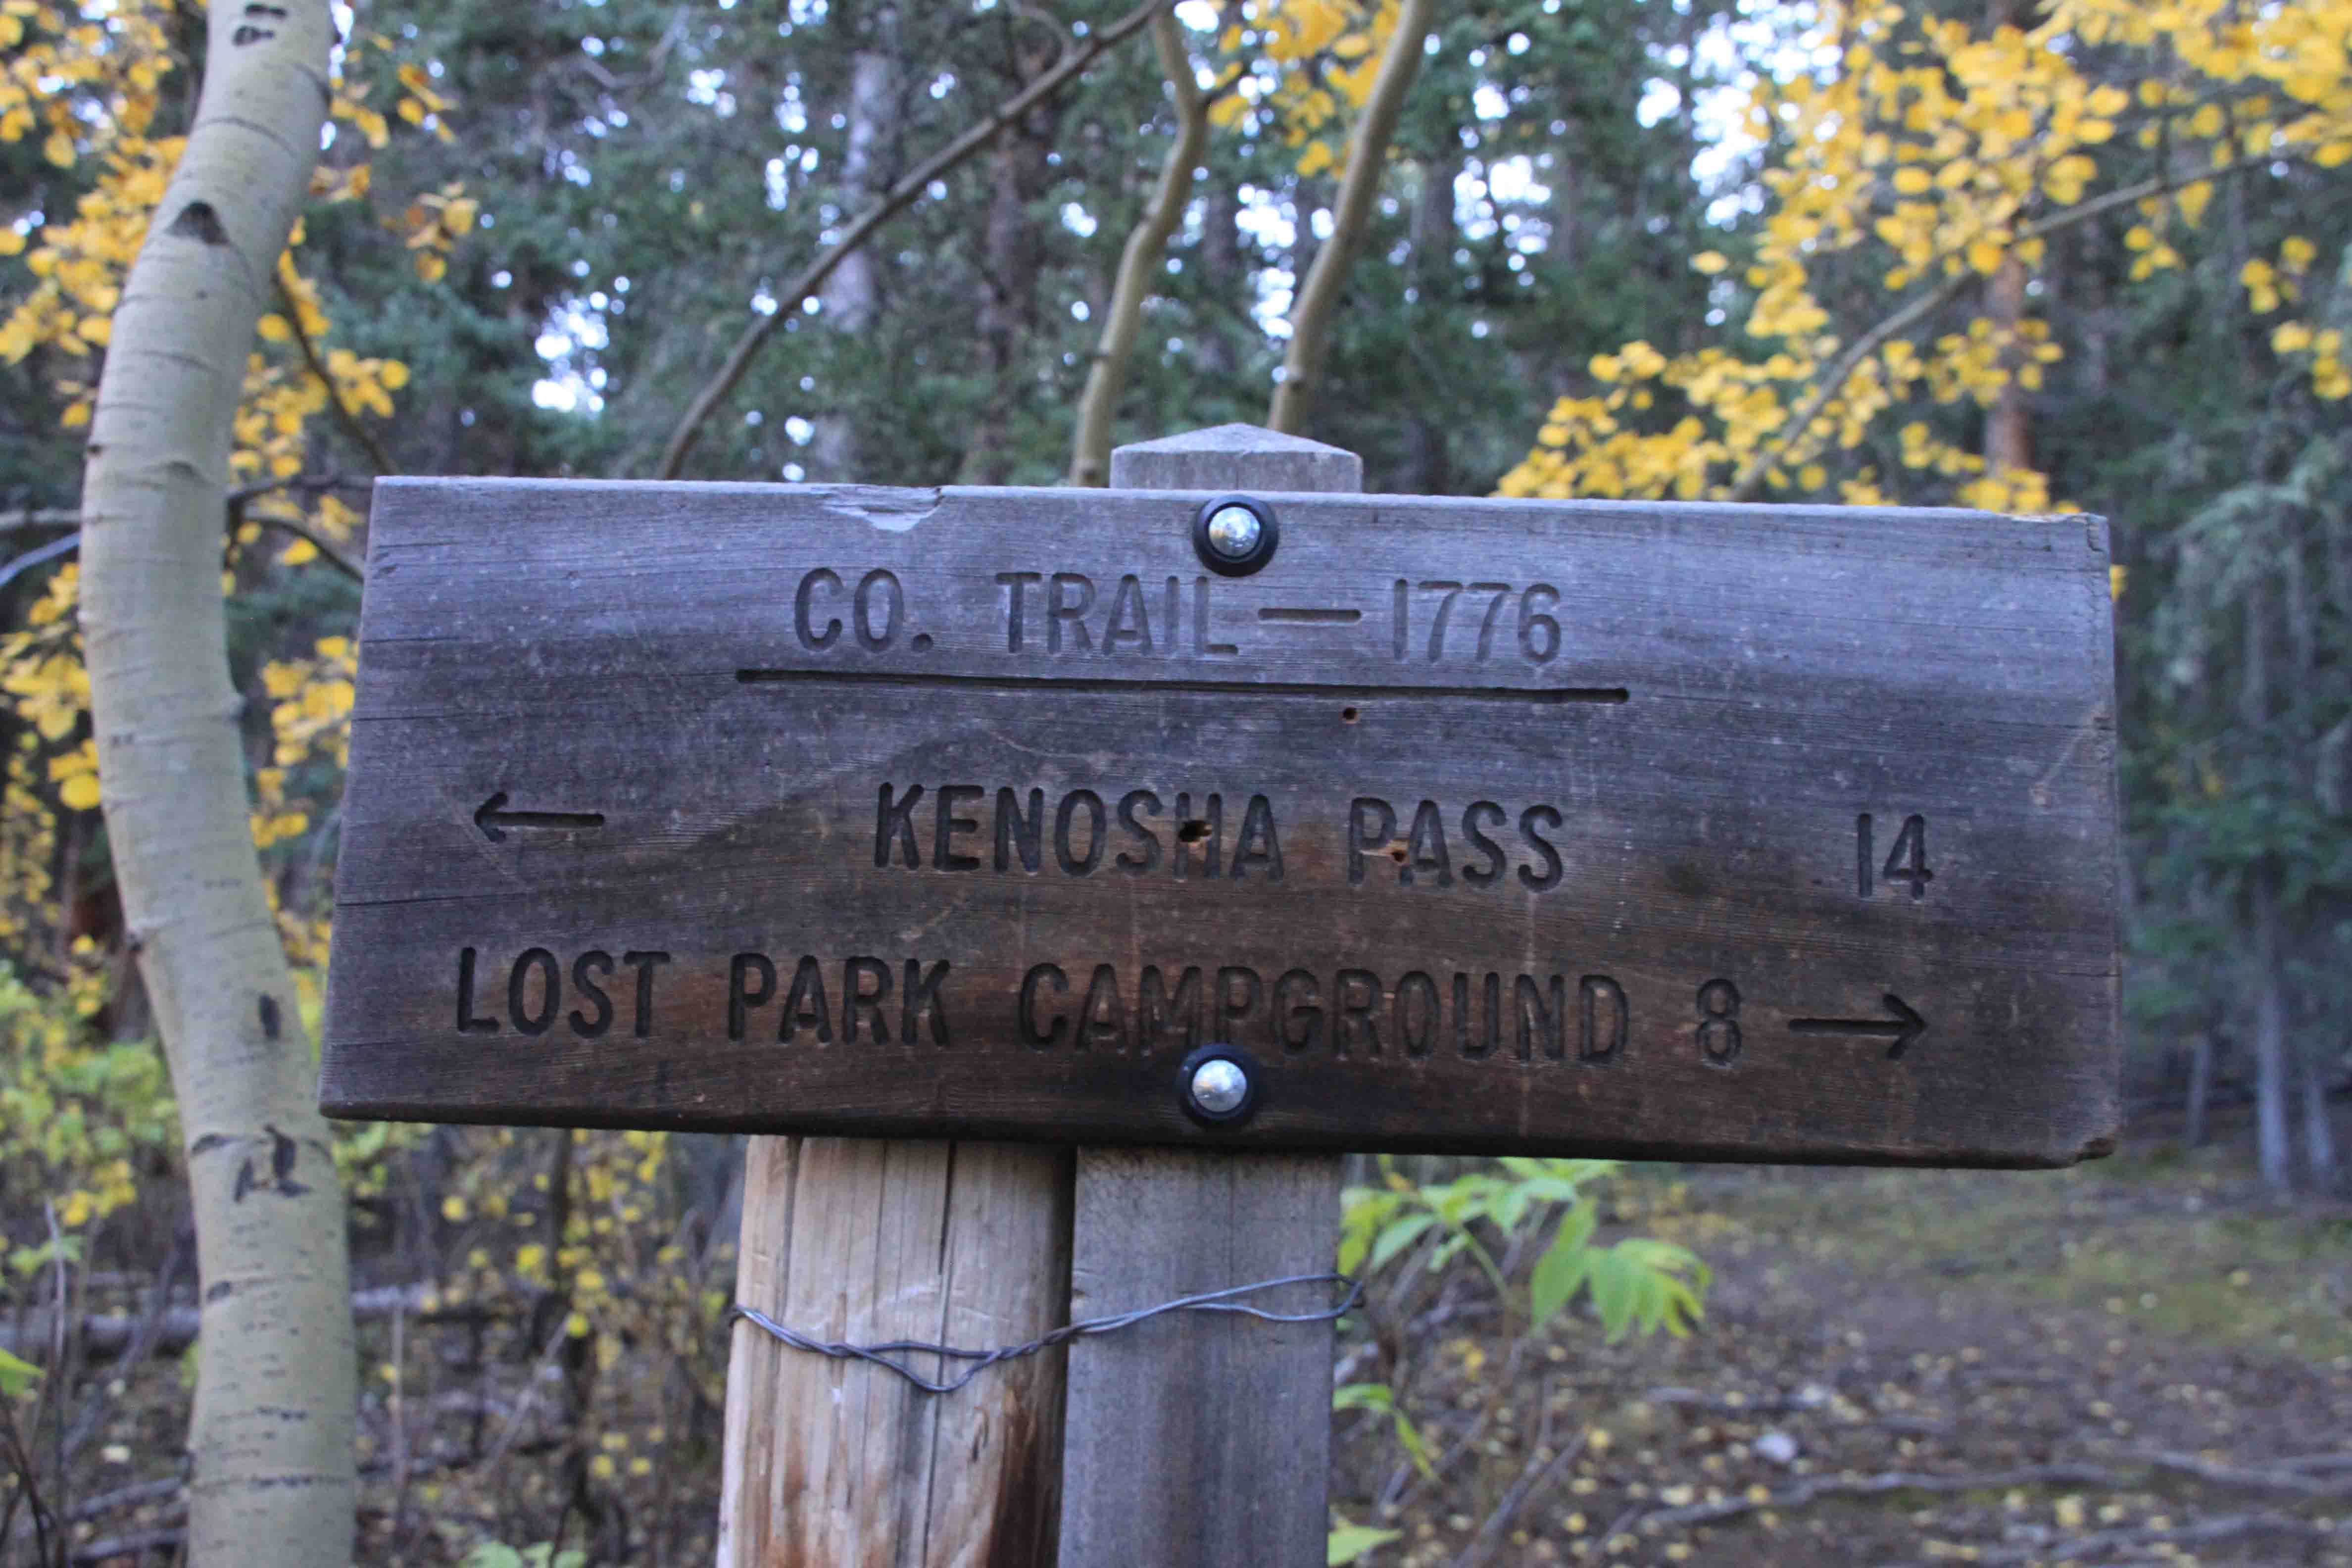 CO. TRAIL — 1776
← KENOSHA PASS 14
LOST PARK CAMPGROUND 8 →